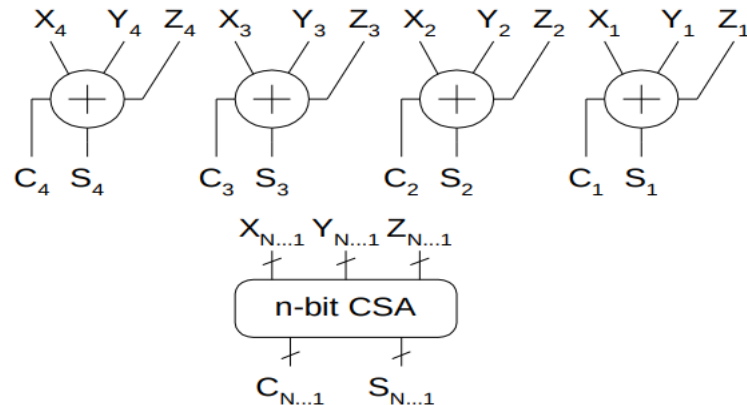 X4 Y4 Z4 X3 Y3 Z3 X2 Y2 Z2 X1 Y1 Z1
+ + + +
C4 S4 C3 S3 C2 S2 C1 S1
XN...1 YN...1 ZN...1
n-bit CSA
CN...1 SN...1